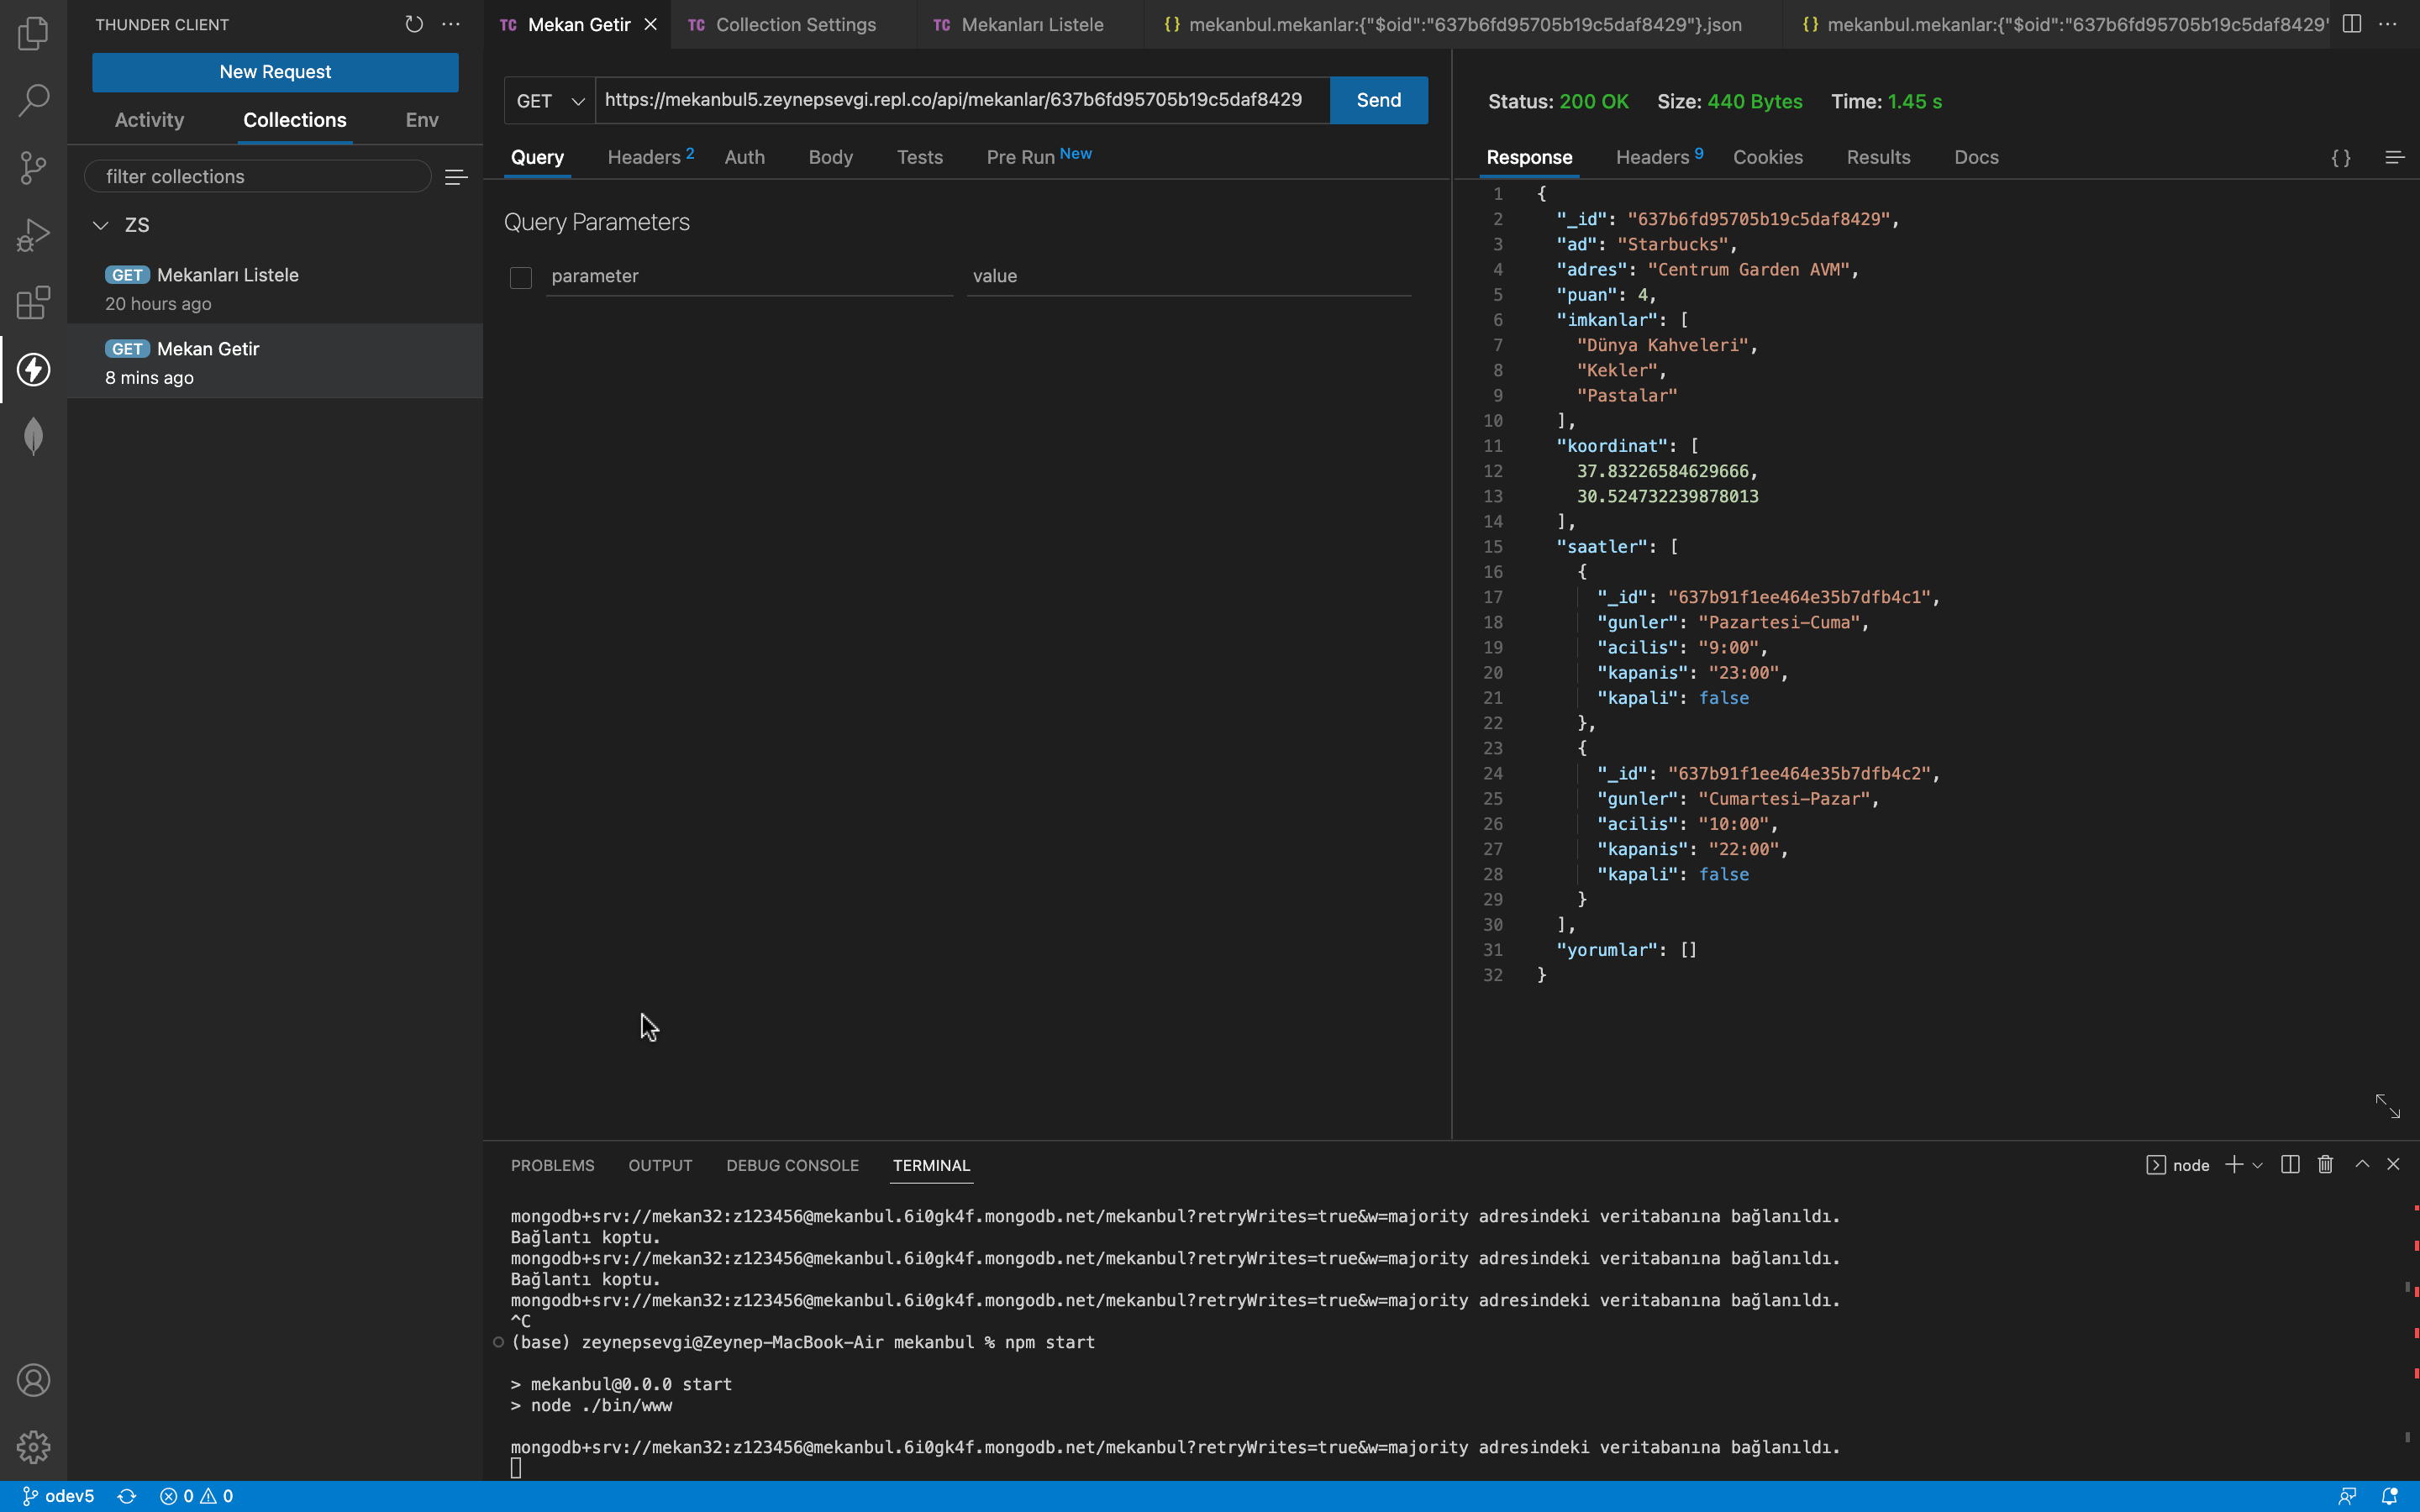 THUNDER CLIENT
New Request
Activity Collections Env
filter collections
ZS
GET Mekanları Listele
20 hours ago
GET Mekan Getir
8 mins ago
TC Mekan Getir
TC Collection Settings
TC Mekanları Listele
{} mekanbul.mekanlar:{"$oid":"637b6fd95705b19c5daf8429"}.json
{} mekanbul.mekanlar:{"$oid":"637b6fd95705b19c5daf8429"
GET https://mekanbul5.zeynepsevgi.repl.co/api/mekanlar/637b6fd95705b19c5daf8429 Send
Query Headers 2 Auth Body Tests Pre Run New
Query Parameters
parameter value
Status: 200 OK Size: 440 Bytes Time: 1.45 s
Response Headers 9 Cookies Results Docs {}
1 {
2 "_id": "637b6fd95705b19c5daf8429",
3 "ad": "Starbucks",
4 "adres": "Centrum Garden AVM",
5 "puan": 4,
6 "imkanlar": [
7 "Dünya Kahveleri",
8 "Kekler",
9 "Pastalar"
10 ],
11 "koordinat": [
12 37.83226584629666,
13 30.524732239878013
14 ],
15 "saatler": [
16 {
17 "_id": "637b91f1ee464e35b7dfb4c1",
18 "gunler": "Pazartesi-Cuma",
19 "acilis": "9:00",
20 "kapanis": "23:00",
21 "kapali": false
22 },
23 {
24 "_id": "637b91f1ee464e35b7dfb4c2",
25 "gunler": "Cumartesi-Pazar",
26 "acilis": "10:00",
27 "kapanis": "22:00",
28 "kapali": false
29 }
30 ],
31 "yorumlar": []
32 }
PROBLEMS OUTPUT DEBUG CONSOLE TERMINAL
node
mongodb+srv://mekan32:z123456@mekanbul.6i0gk4f.mongodb.net/mekanbul?retryWrites=true&w=majority adresindeki veritabanına bağlanıldı.
Bağlantı koptu.
mongodb+srv://mekan32:z123456@mekanbul.6i0gk4f.mongodb.net/mekanbul?retryWrites=true&w=majority adresindeki veritabanına bağlanıldı.
Bağlantı koptu.
mongodb+srv://mekan32:z123456@mekanbul.6i0gk4f.mongodb.net/mekanbul?retryWrites=true&w=majority adresindeki veritabanına bağlanıldı.
^C
(base) zeynepsevgi@Zeynep-MacBook-Air mekanbul % npm start
> mekanbul@0.0.0 start
> node ./bin/www
mongodb+srv://mekan32:z123456@mekanbul.6i0gk4f.mongodb.net/mekanbul?retryWrites=true&w=majority adresindeki veritabanına bağlanıldı.
odev5 0 0